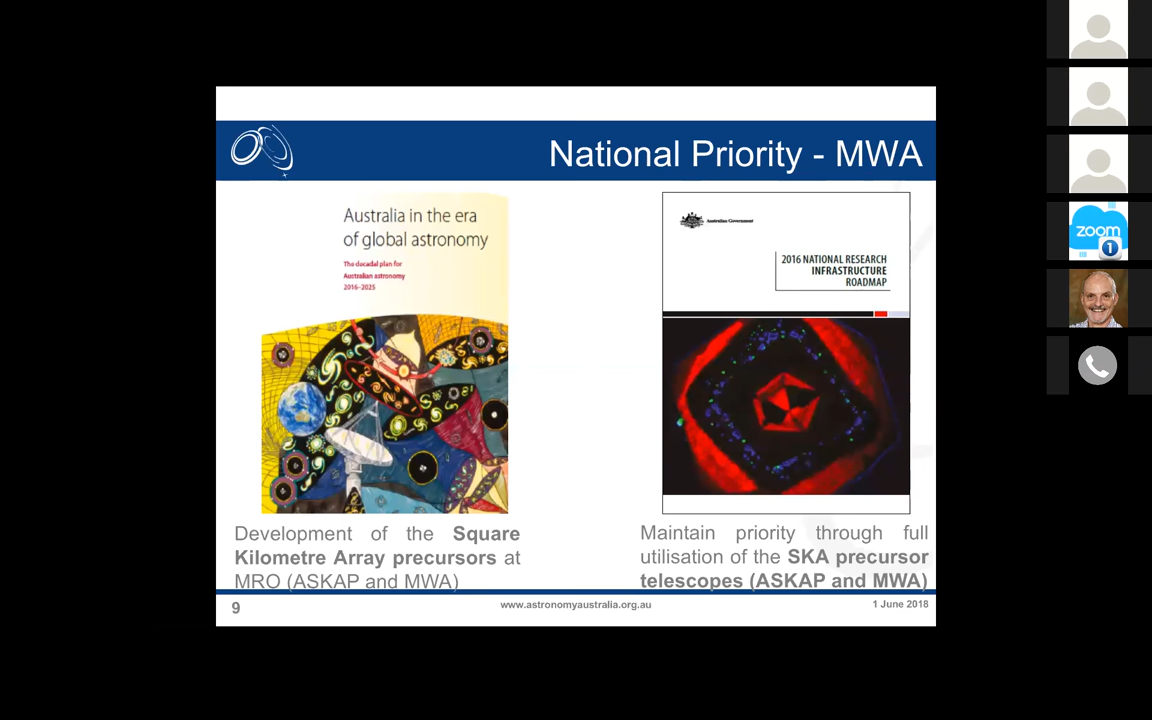 National Priority - MWA
Australia in the era
of global astronomy
The decadal plan for
Australian astronomy
2016-2025
Development of the Square
Kilometre Array precursors at
MRO (ASKAP and MWA)
Australian Government
2016 NATIONAL RESEARCH
INFRASTRUCTURE
ROADMAP
Maintain priority through full
utilisation of the SKA precursor
telescopes (ASKAP and MWA)
9
www.astronomyaustralia.org.au
1 June 2018
zoom
1